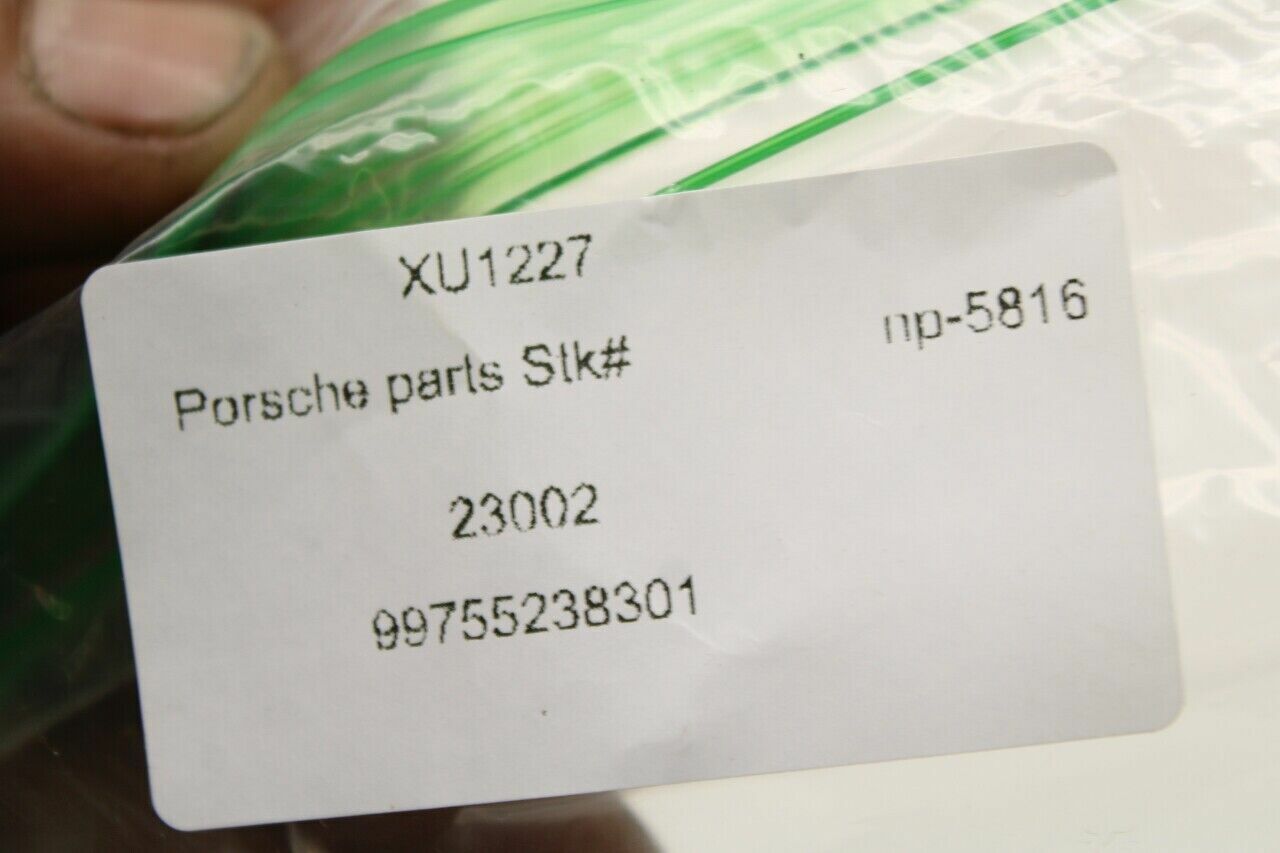 XU1227
np-5816
Porsche parts Stk#
23002
99755238301